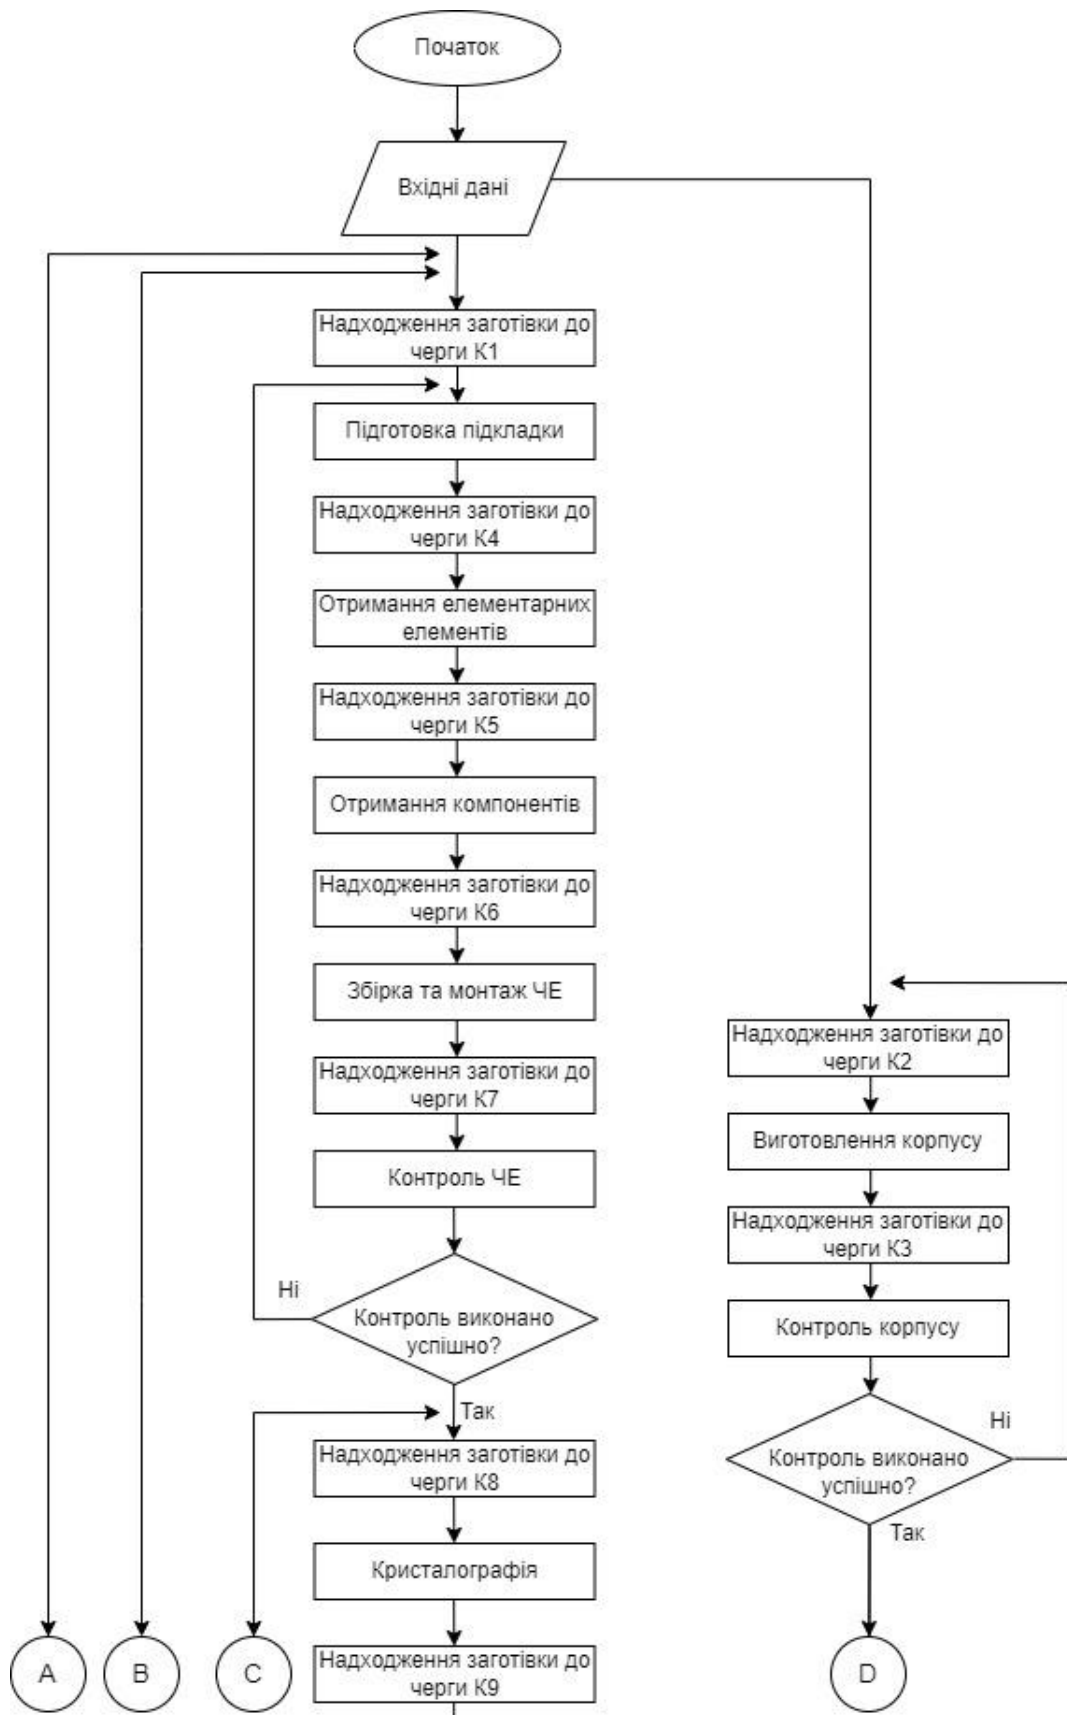 Початок
Вхідні дані
Надходження заготівки до
черги К1
Підготовка підкладки
Надходження заготівки до
черги К4
Отримання елементарних
елементів
Надходження заготівки до
черги К5
Отримання компонентів
Надходження заготівки до
черги К6
Збірка та монтаж ЧЕ
Надходження заготівки до
черги К7
Контроль ЧЕ
Ні
Контроль виконано
успішно?
Так
Надходження заготівки до
черги К8
Кристалографія
Надходження заготівки до
черги К9
Надходження заготівки до
черги К2
Виготовлення корпусу
Надходження заготівки до
черги К3
Контроль корпусу
Ні
Контроль виконано
успішно?
Так
A
B
C
D